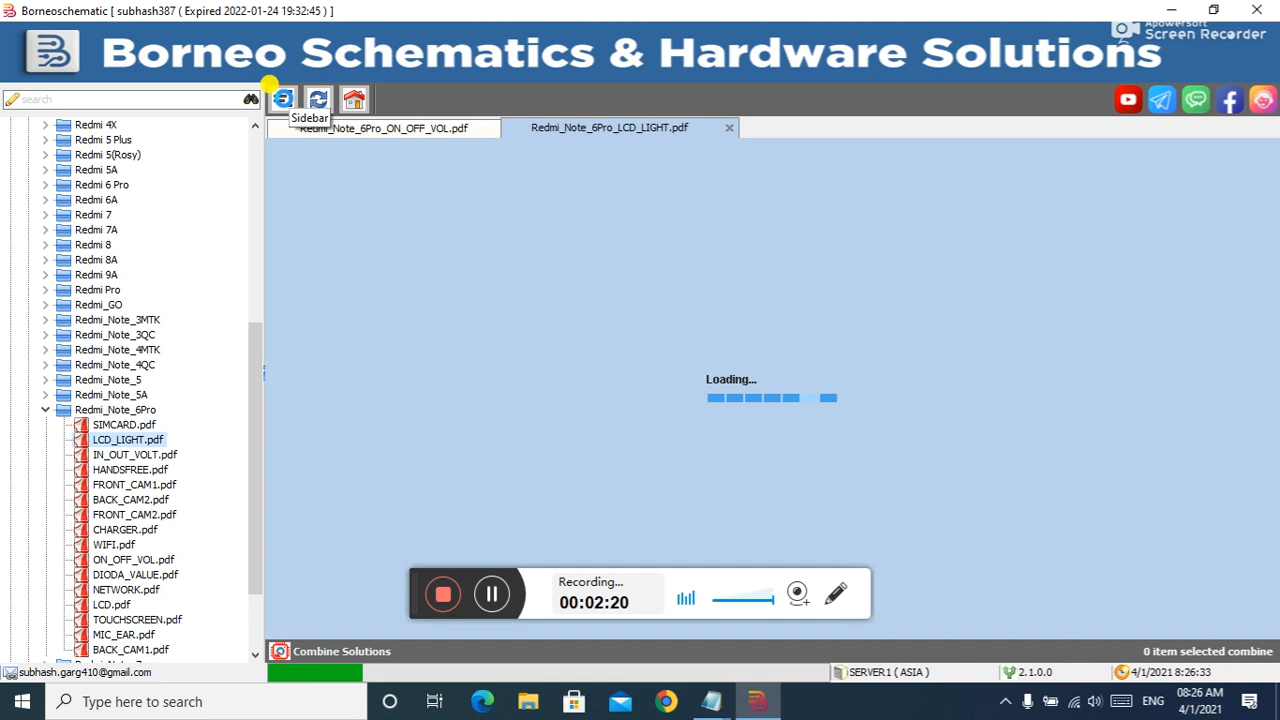 Borneoschematic [ subhash387 ( Expired 2022-01-24 19:32:45 ) ]
Borneo Schematics & Hardware Solutions
Apowersoft
Screen Recorder
search
Sidebar
Redmi_Note_6Pro_ON_OFF_VOL.pdf
Redmi_Note_6Pro_LCD_LIGHT.pdf
Redmi 4X
Redmi 5 Plus
Redmi 5(Rosy)
Redmi 5A
Redmi 6 Pro
Redmi 6A
Redmi 7
Redmi 7A
Redmi 8
Redmi 8A
Redmi 9A
Redmi Pro
Redmi_GO
Redmi_Note_3MTK
Redmi_Note_3QC
Redmi_Note_4MTK
Redmi_Note_4QC
Redmi_Note_5
Redmi_Note_5A
Redmi_Note_6Pro
SIMCARD.pdf
LCD_LIGHT.pdf
IN_OUT_VOLT.pdf
HANDSFREE.pdf
FRONT_CAM1.pdf
BACK_CAM2.pdf
FRONT_CAM2.pdf
CHARGER.pdf
WIFI.pdf
ON_OFF_VOL.pdf
DIODA_VALUE.pdf
NETWORK.pdf
LCD.pdf
TOUCHSCREEN.pdf
MIC_EAR.pdf
BACK_CAM1.pdf
Loading...
Recording...
00:02:20
Combine Solutions
0 item selected combine
subhash.garg410@gmail.com
SERVER1 ( ASIA )
2.1.0.0
4/1/2021 8:26:33
Type here to search
ENG
08:26 AM
4/1/2021